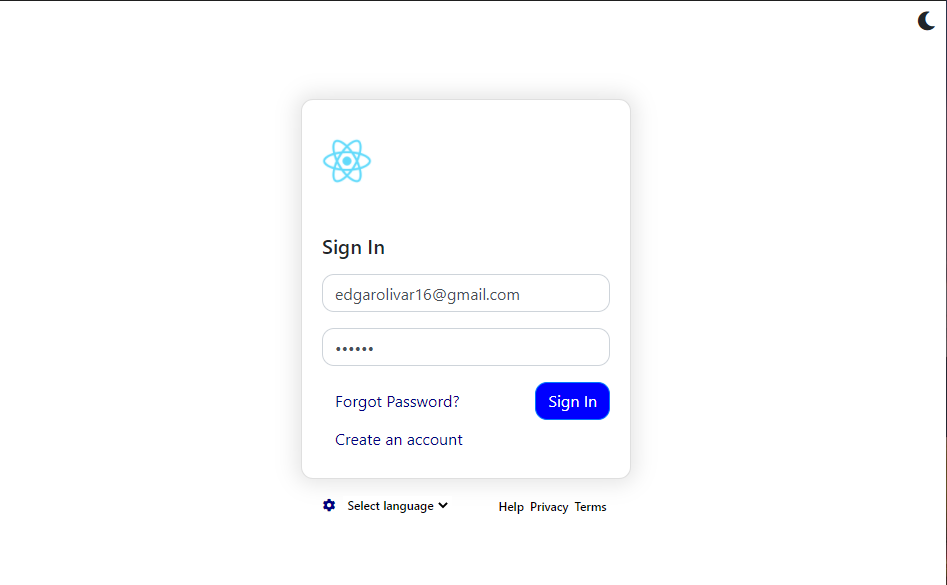 Sign In
edgarolivar16@gmail.com
••••••
Forgot Password? Sign In
Create an account
Select language Help Privacy Terms